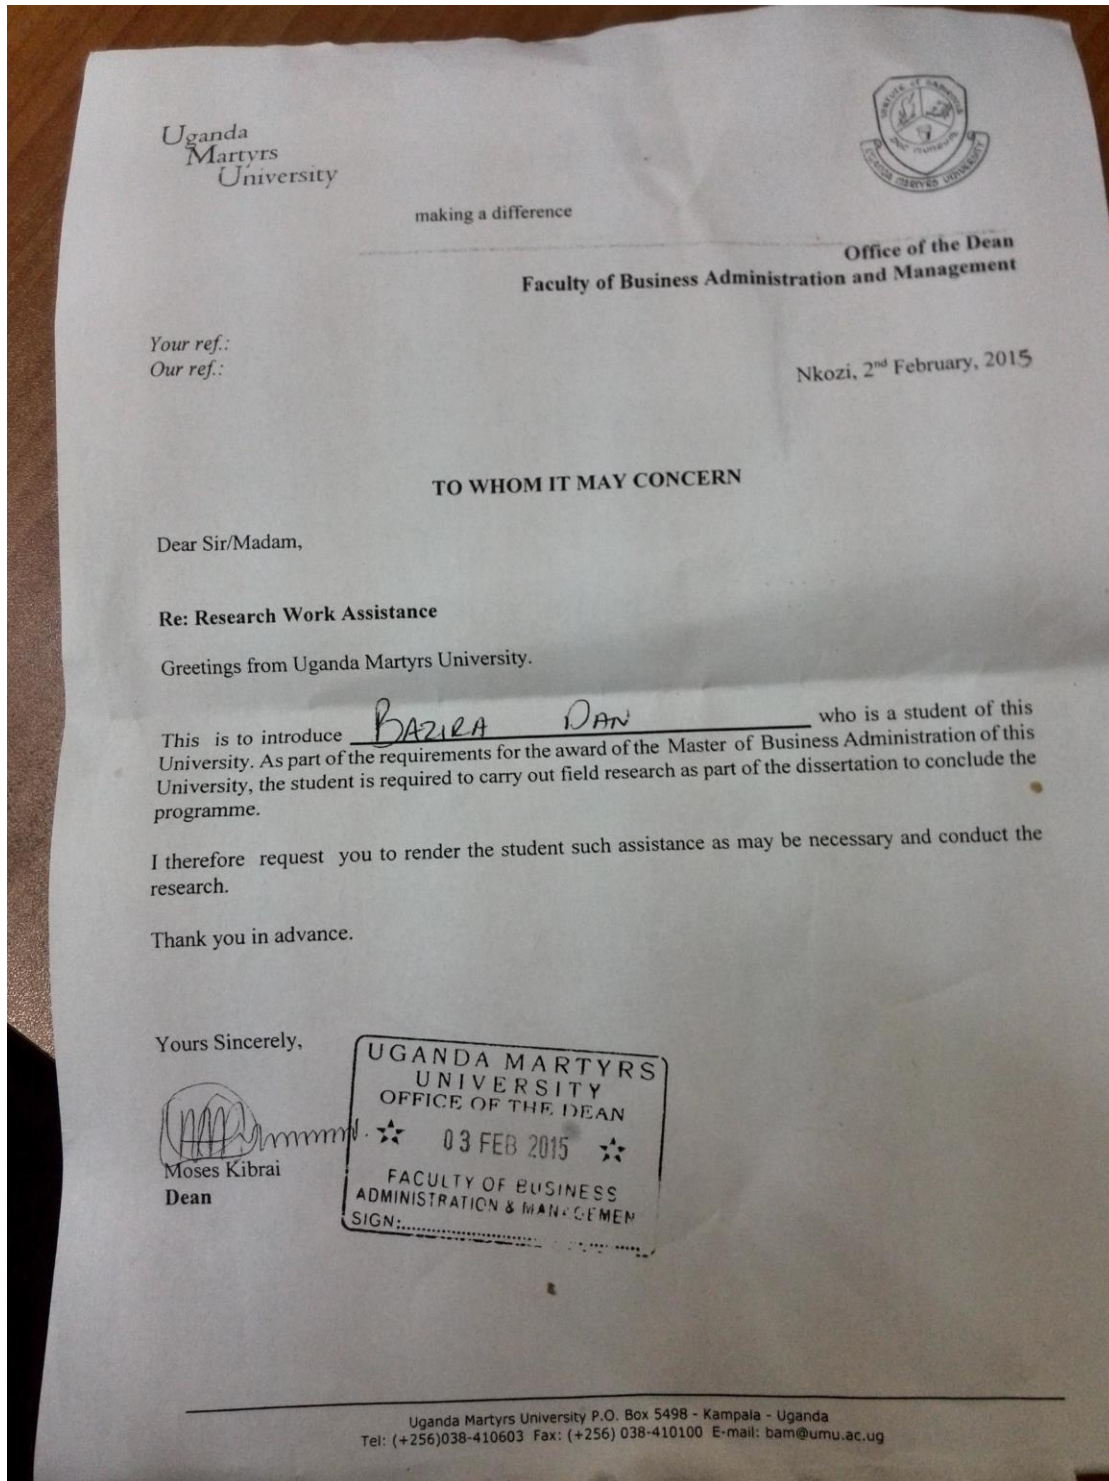 Uganda
Martyrs
University
making a difference
UGANDA MARTYRS UNIVERSITY
Office of the Dean
Faculty of Business Administration and Management
Your ref.:
Our ref.:
Nkozi, 2nd February, 2015
TO WHOM IT MAY CONCERN
Dear Sir/Madam,
Re: Research Work Assistance
Greetings from Uganda Martyrs University.
This is to introduce BAZIRA DAN who is a student of this
University. As part of the requirements for the award of the Master of Business Administration of this
University, the student is required to carry out field research as part of the dissertation to conclude the
programme.
I therefore request you to render the student such assistance as may be necessary and conduct the
research.
Thank you in advance.
Yours Sincerely,
Moses Kibrai
Dean
UGANDA MARTYRS
UNIVERSITY
OFFICE OF THE DEAN
03 FEB 2015
FACULTY OF BUSINESS
ADMINISTRATION & MANAGEMEN
SIGN:
Uganda Martyrs University P.O. Box 5498 - Kampala - Uganda
Tel: (+256)038-410603 Fax: (+256) 038-410100 E-mail: bam@umu.ac.ug